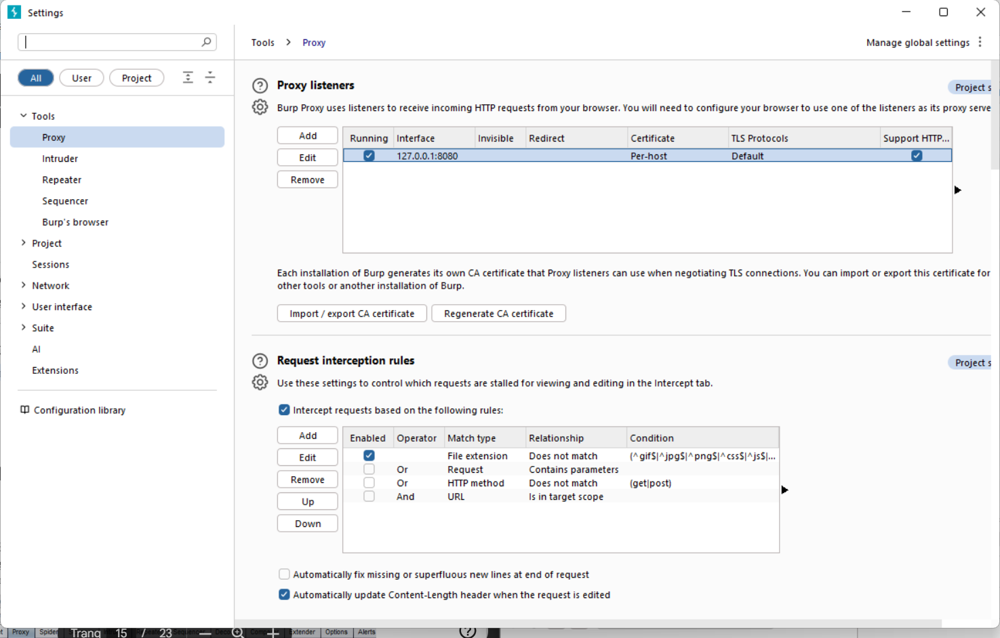 Settings
Tools > Proxy
Manage global settings
All
User
Project
Tools
Proxy
Intruder
Repeater
Sequencer
Burp's browser
Project
Sessions
Network
User interface
Suite
AI
Extensions
Configuration library
Proxy listeners
Project s
Burp Proxy uses listeners to receive incoming HTTP requests from your browser. You will need to configure your browser to use one of the listeners as its proxy serve
Add
Edit
Remove
Running Interface Invisible Redirect Certificate TLS Protocols Support HTTP...
127.0.0.1:8080 Per-host Default
Each installation of Burp generates its own CA certificate that Proxy listeners can use when negotiating TLS connections. You can import or export this certificate for
other tools or another installation of Burp.
Import / export CA certificate
Regenerate CA certificate
Request interception rules
Project s
Use these settings to control which requests are stalled for viewing and editing in the Intercept tab.
Intercept requests based on the following rules:
Add
Edit
Remove
Up
Down
Enabled Operator Match type Relationship Condition
File extension Does not match (^gif$|^jpg$|^png$|^css$|^js$|...
Or Request Contains parameters
Or HTTP method Does not match (get|post)
And URL Is in target scope
Automatically fix missing or superfluous new lines at end of request
Automatically update Content-Length header when the request is edited
Proxy Spider Trang 15 / 23 Extender Options Alerts